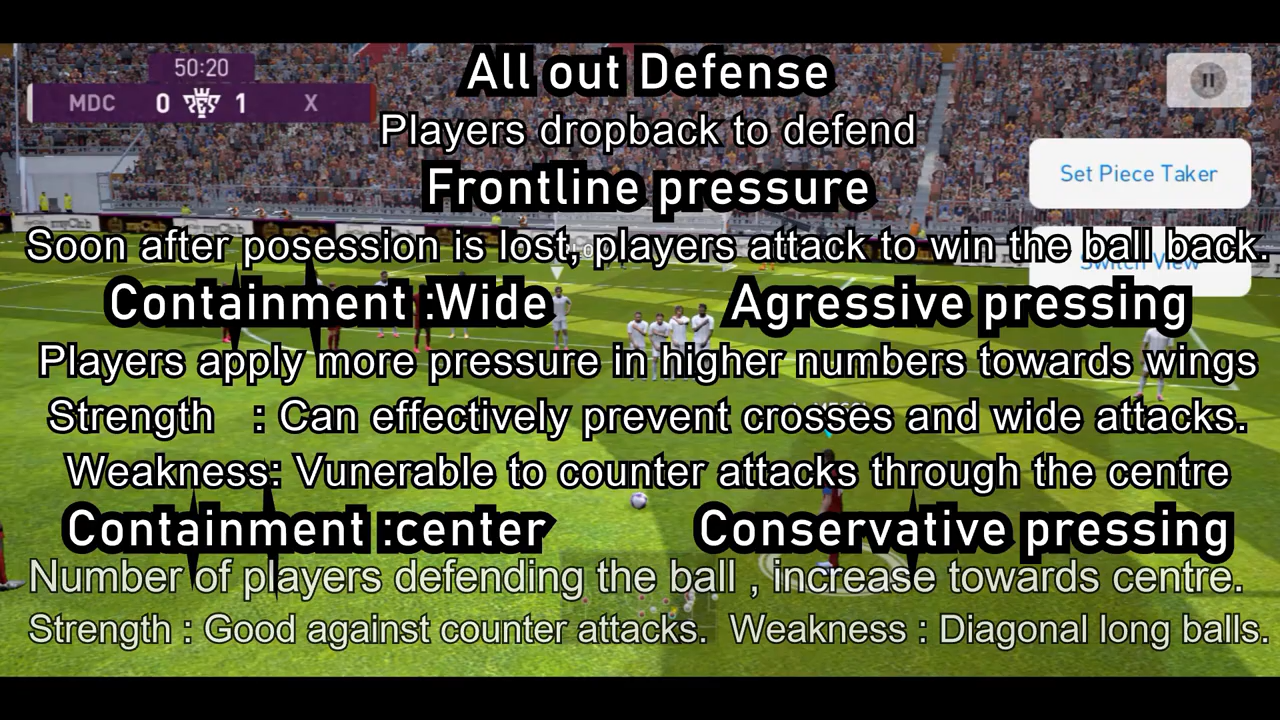 All out Defense
50:20
MDC 0 1 X
Players dropback to defend
Set Piece Taker
Frontline pressure
Soon after posession is lost, players attack to win the ball back.
Switch View
Containment :Wide Agressive pressing
Players apply more pressure in higher numbers towards wings
Strength : Can effectively prevent crosses and wide attacks.
Weakness: Vunerable to counter attacks through the centre
Containment :center Conservative pressing
Number of players defending the ball , increase towards centre.
Strength : Good against counter attacks. Weakness : Diagonal long balls.